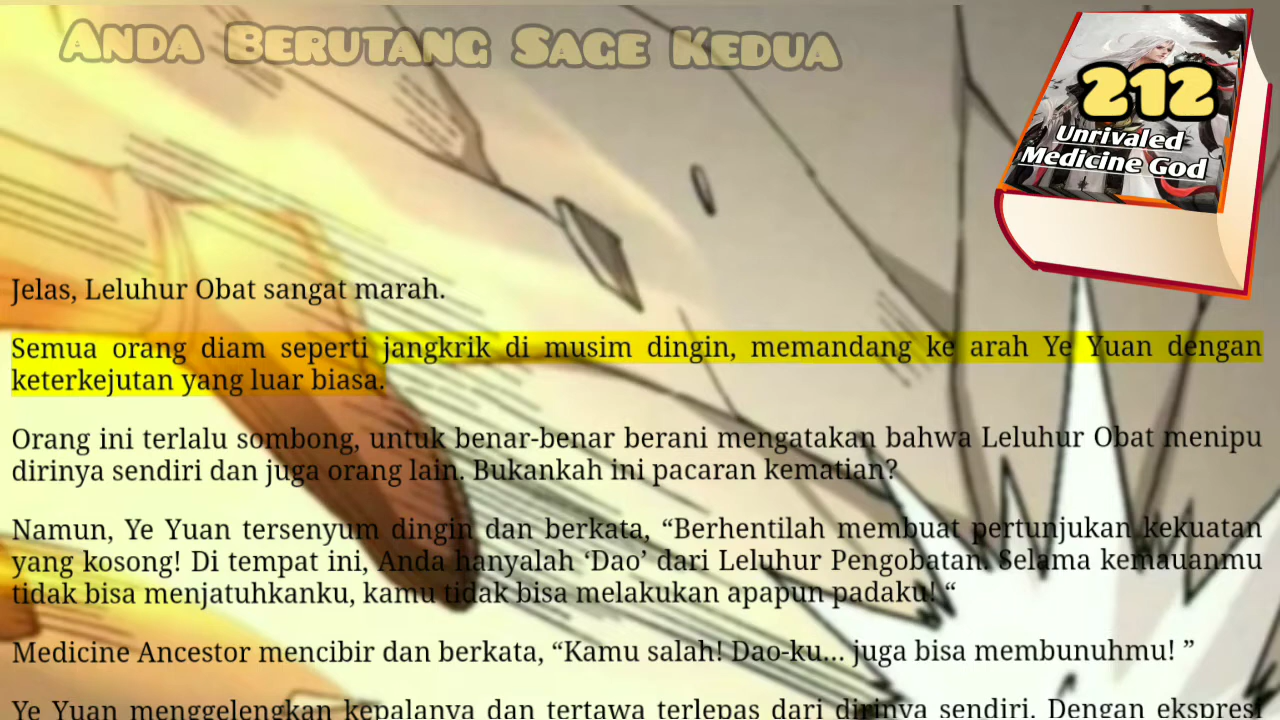 Anda Berutang Sage Kedua
212
Unrivaled
Medicine God
Jelas, Leluhur Obat sangat marah.
Semua orang diam seperti jangkrik di musim dingin, memandang ke arah Ye Yuan dengan
keterkejutan yang luar biasa.
Orang ini terlalu sombong, untuk benar-benar berani mengatakan bahwa Leluhur Obat menipu
dirinya sendiri dan juga orang lain. Bukankah ini pacaran kematian?
Namun, Ye Yuan tersenyum dingin dan berkata, “Berhentilah membuat pertunjukan kekuatan
yang kosong! Di tempat ini, Anda hanyalah ‘Dao’ dari Leluhur Pengobatan. Selama kemauanmu
tidak bisa menjatuhkanku, kamu tidak bisa melakukan apapun padaku! “
Medicine Ancestor mencibir dan berkata, “Kamu salah! Dao-ku... juga bisa membunuhmu! ”
Ye Yuan menggelengkan kepalanya dan tertawa terlepas dari dirinya sendiri. Dengan ekspresi